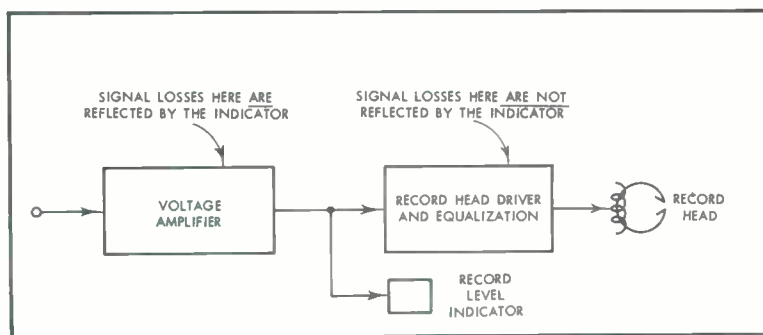 SIGNAL LOSSES HERE ARE
REFLECTED BY THE INDICATOR
SIGNAL LOSSES HERE ARE NOT
REFLECTED BY THE INDICATOR
VOLTAGE
AMPLIFIER
RECORD HEAD DRIVER
AND EQUALIZATION
RECORD
HEAD
RECORD
LEVEL
INDICATOR